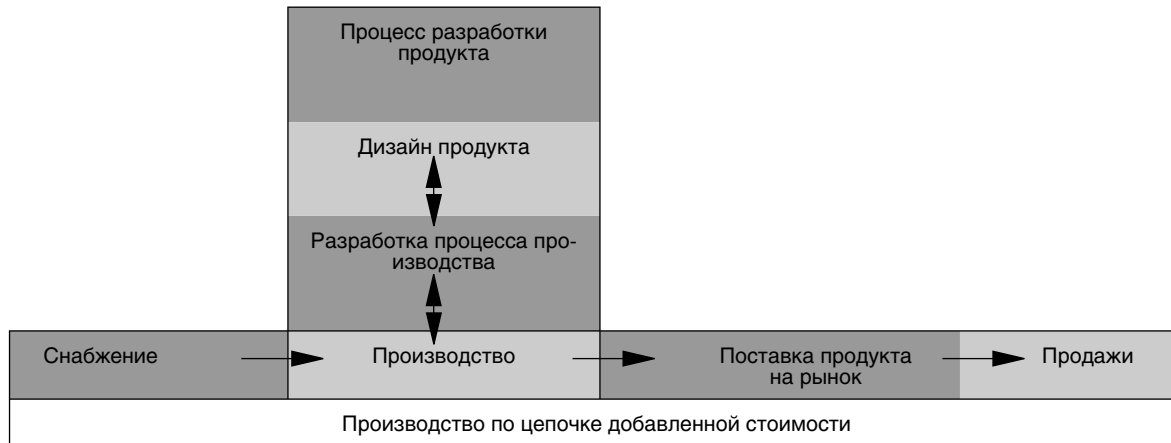 Процесс разработки
продукта
Дизайн продукта
Разработка процесса про-
изводства
Снабжение
Производство
Поставка продукта
на рынок
Продажи
Производство по цепочке добавленной стоимости